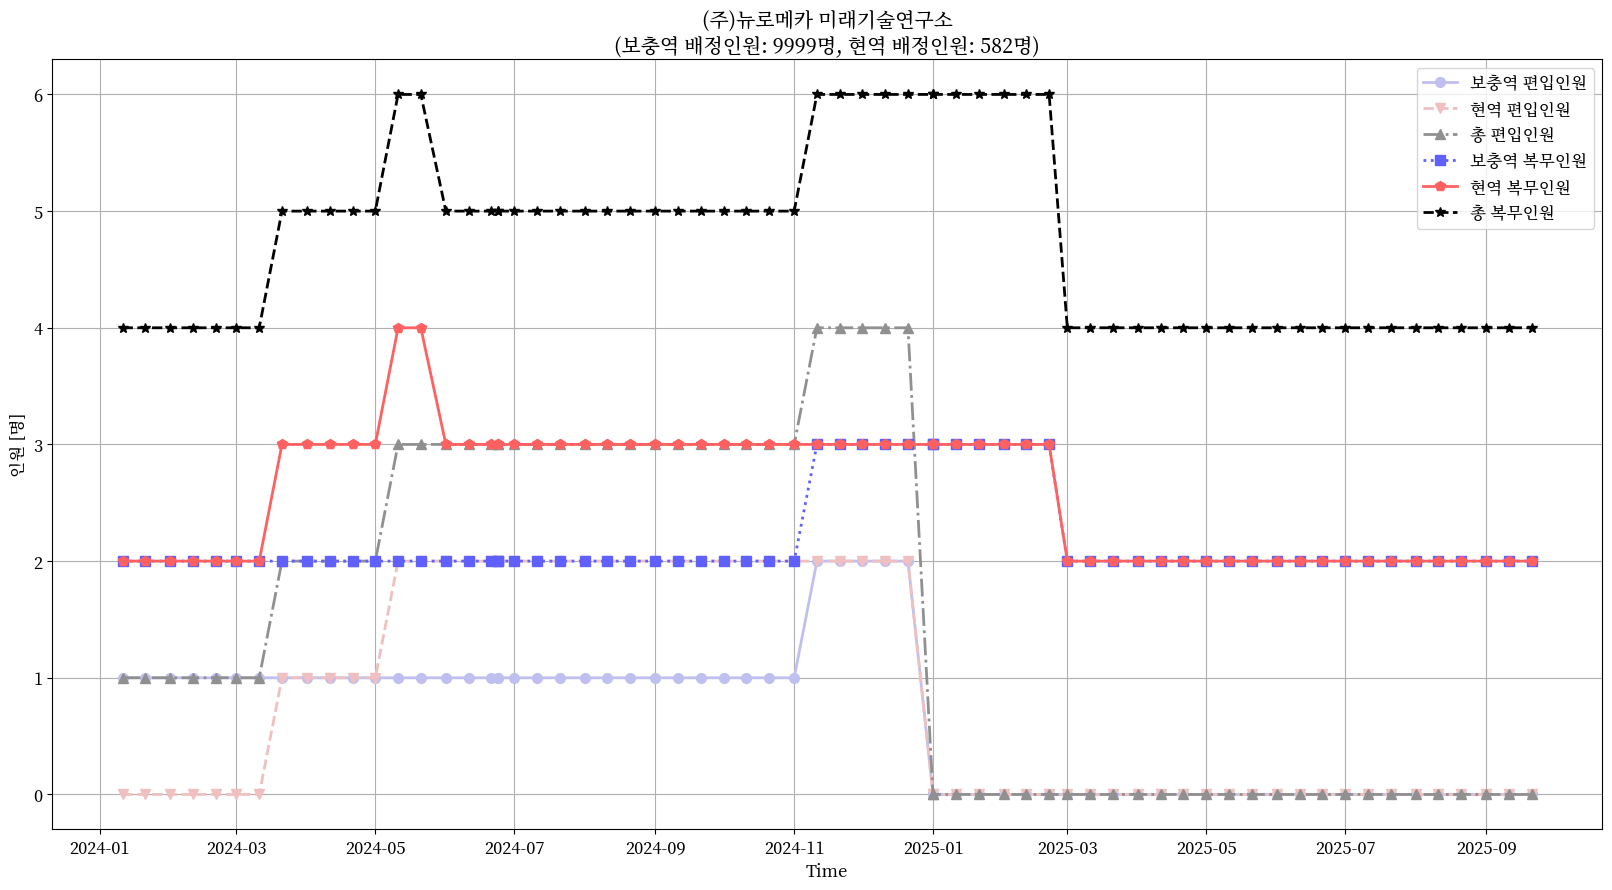 (주)뉴로메카 미래기술연구소
(보충역 배정인원: 9999명, 현역 배정인원: 582명)
보충역 편입인원
현역 편입인원
총 편입인원
보충역 복무인원
현역 복무인원
총 복무인원
인원 [명]
6
5
4
3
2
1
0
2024-01 2024-03 2024-05 2024-07 2024-09 2024-11 2025-01 2025-03 2025-05 2025-07 2025-09
Time